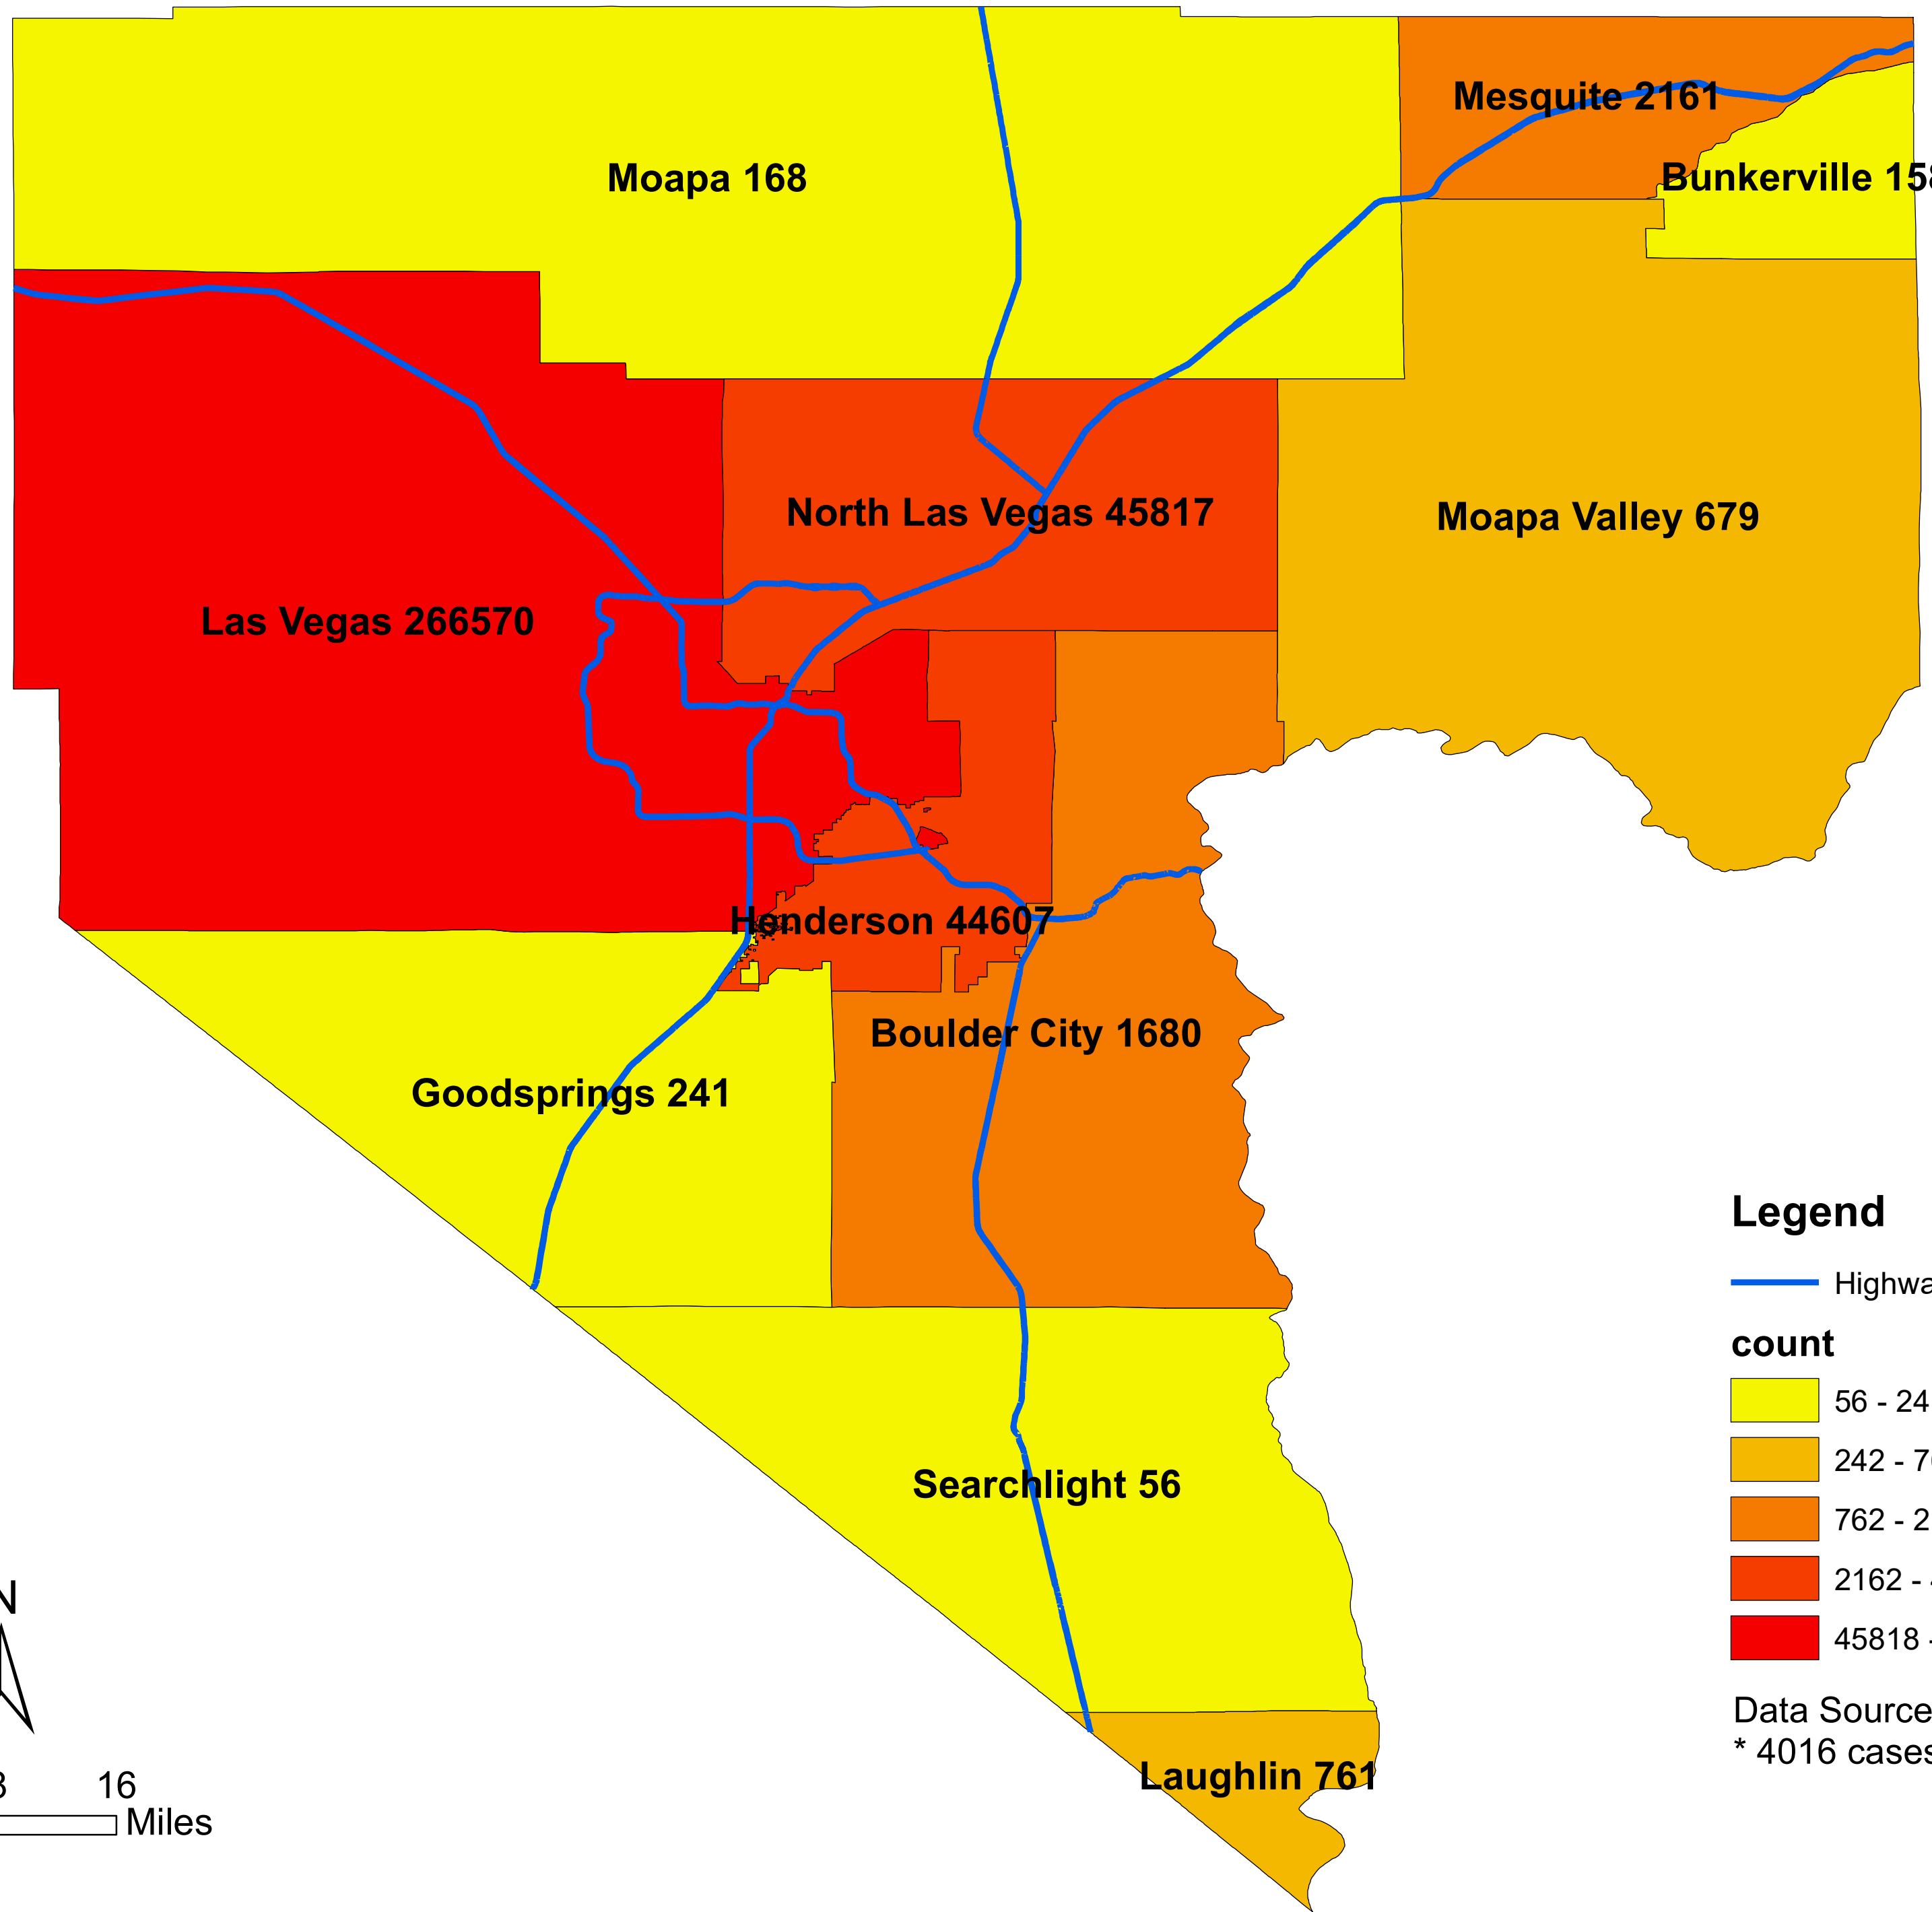 Mesquite 2161
Moapa 168
Bunkerville 158
North Las Vegas 45817
Moapa Valley 679
Las Vegas 266570
Henderson 44607
Boulder City 1680
Goodsprings 241
Searchlight 56
Laughlin 761
Legend
count
56 - 24
242 - 7
762 - 2
2162 -
45818 -
Data Source
* 4016 cases
N
16
Miles